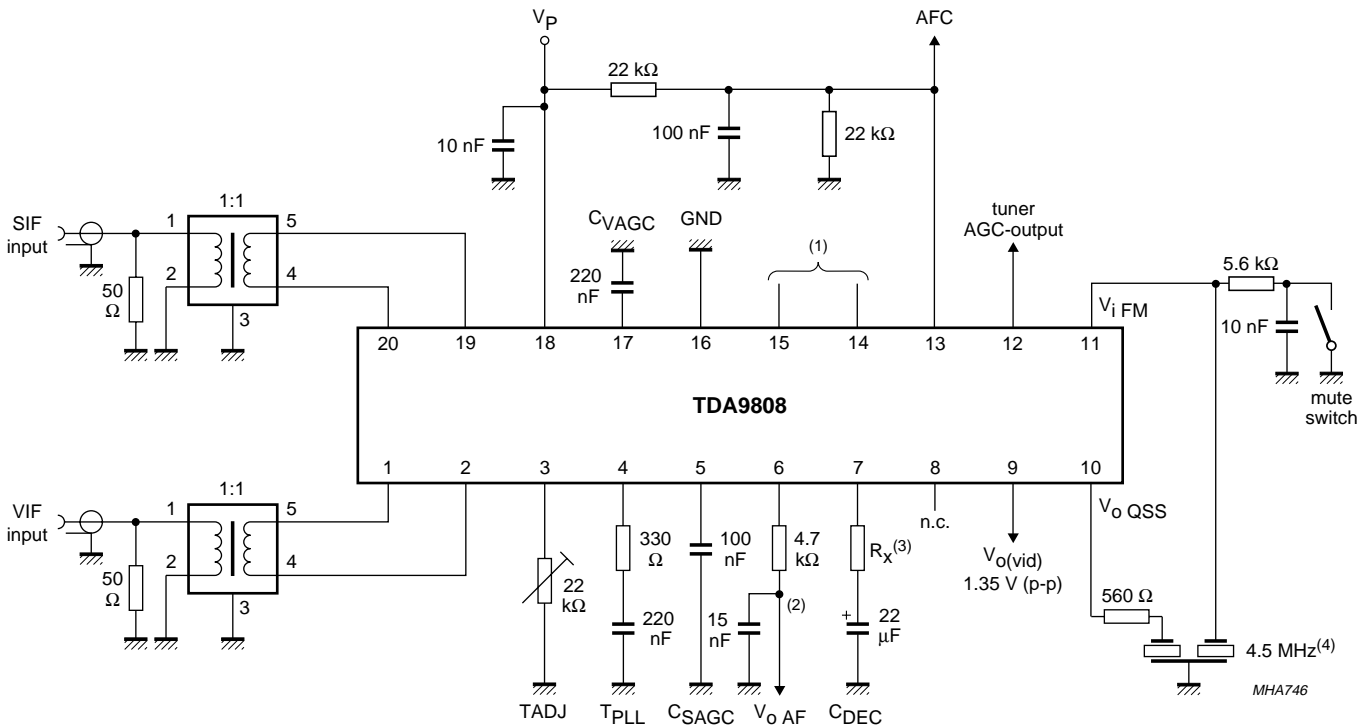 VP
AFC
22 kΩ
10 nF
100 nF
22 kΩ
1:1
SIF
input
1
5
2
4
3
50
Ω
CVAGC
GND
220
nF
(1)
tuner
AGC-output
5.6 kΩ
Vi FM
10 nF
mute
switch
20 19 18 17 16 15 14 13 12 11
TDA9808
1 2 3 4 5 6 7 8 9 10
1:1
VIF
input
1
5
2
4
3
50
Ω
22
kΩ
330
Ω
220
nF
100
nF
4.7
kΩ
15
nF
(2)
RX(3)
+
22
μF
n.c.
Vo(vid)
1.35 V (p-p)
Vo QSS
560 Ω
4.5 MHz(4)
TADJ
TPLL
CSAGC
Vo AF
CDEC
MHA746